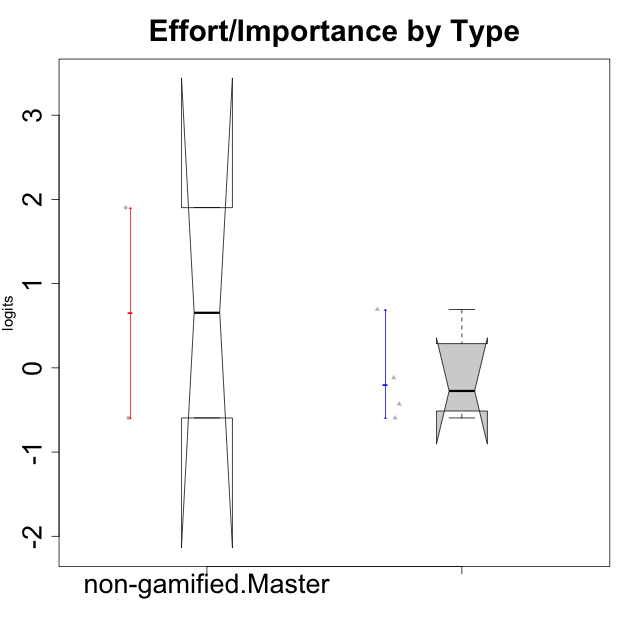 Effort/Importance by Type
3
2
1
0
-1
-2
logits
non-gamified.Master